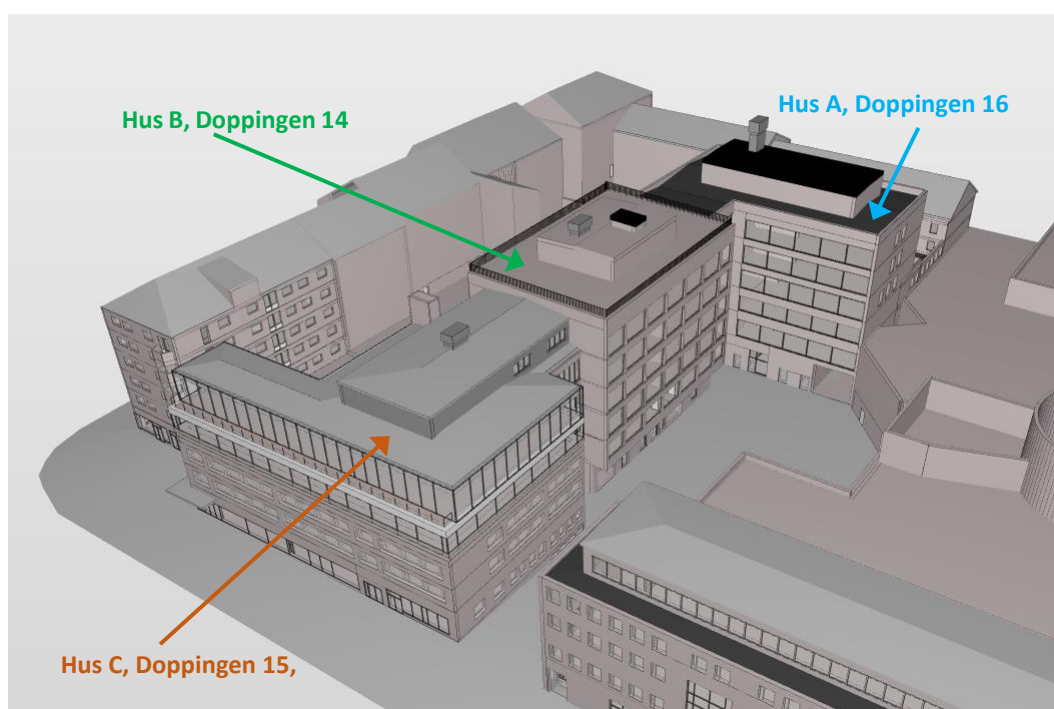 Hus B, Doppingen 14
Hus A, Doppingen 16
Hus C, Doppingen 15,